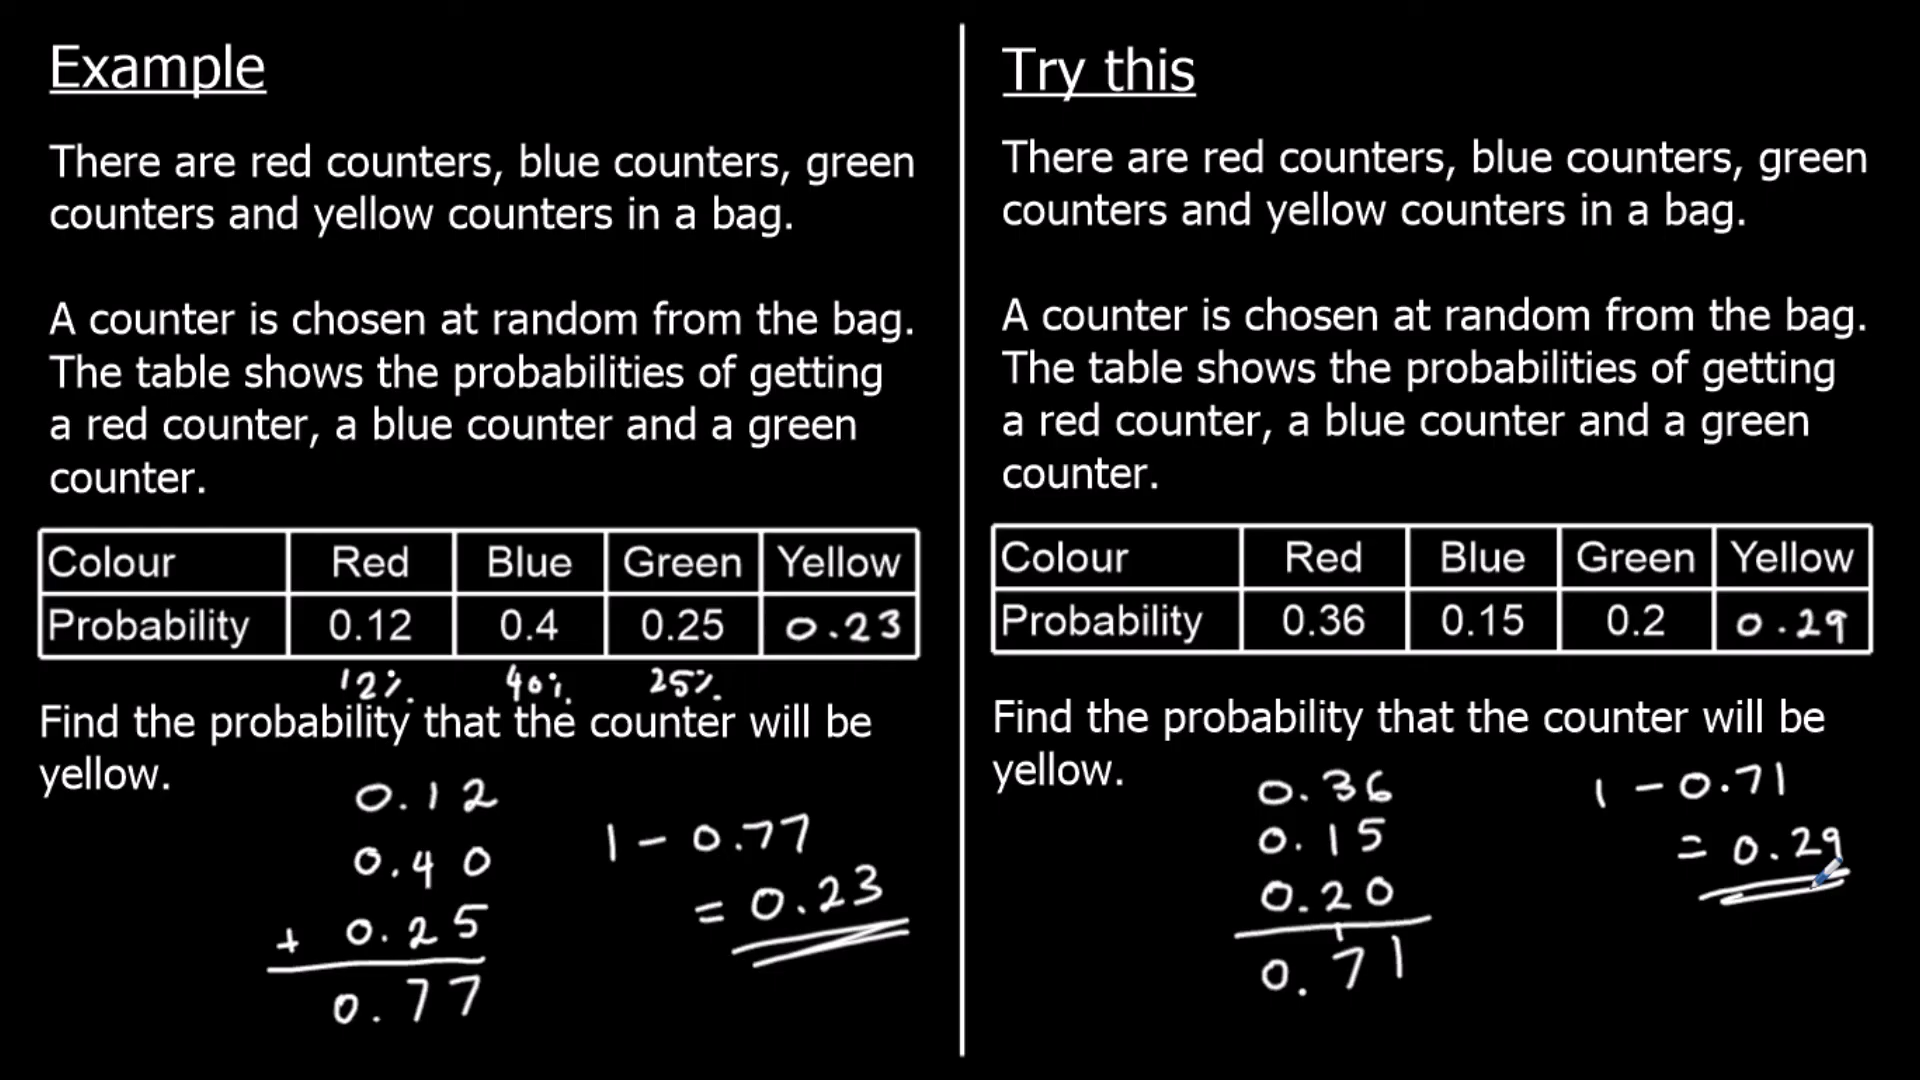 Example
There are red counters, blue counters, green
counters and yellow counters in a bag.
A counter is chosen at random from the bag.
The table shows the probabilities of getting
a red counter, a blue counter and a green
counter.
Colour Red Blue Green Yellow
Probability 0.12 0.4 0.25 0.23
12% 40% 25%
Find the probability that the counter will be
yellow.
0.12
0.40
+ 0.25
0.77
1 - 0.77
= 0.23
Try this
There are red counters, blue counters, green
counters and yellow counters in a bag.
A counter is chosen at random from the bag.
The table shows the probabilities of getting
a red counter, a blue counter and a green
counter.
Colour Red Blue Green Yellow
Probability 0.36 0.15 0.2 0.29
Find the probability that the counter will be
yellow.
0.36
0.15
0.20
1
0.71
1 - 0.71
= 0.29